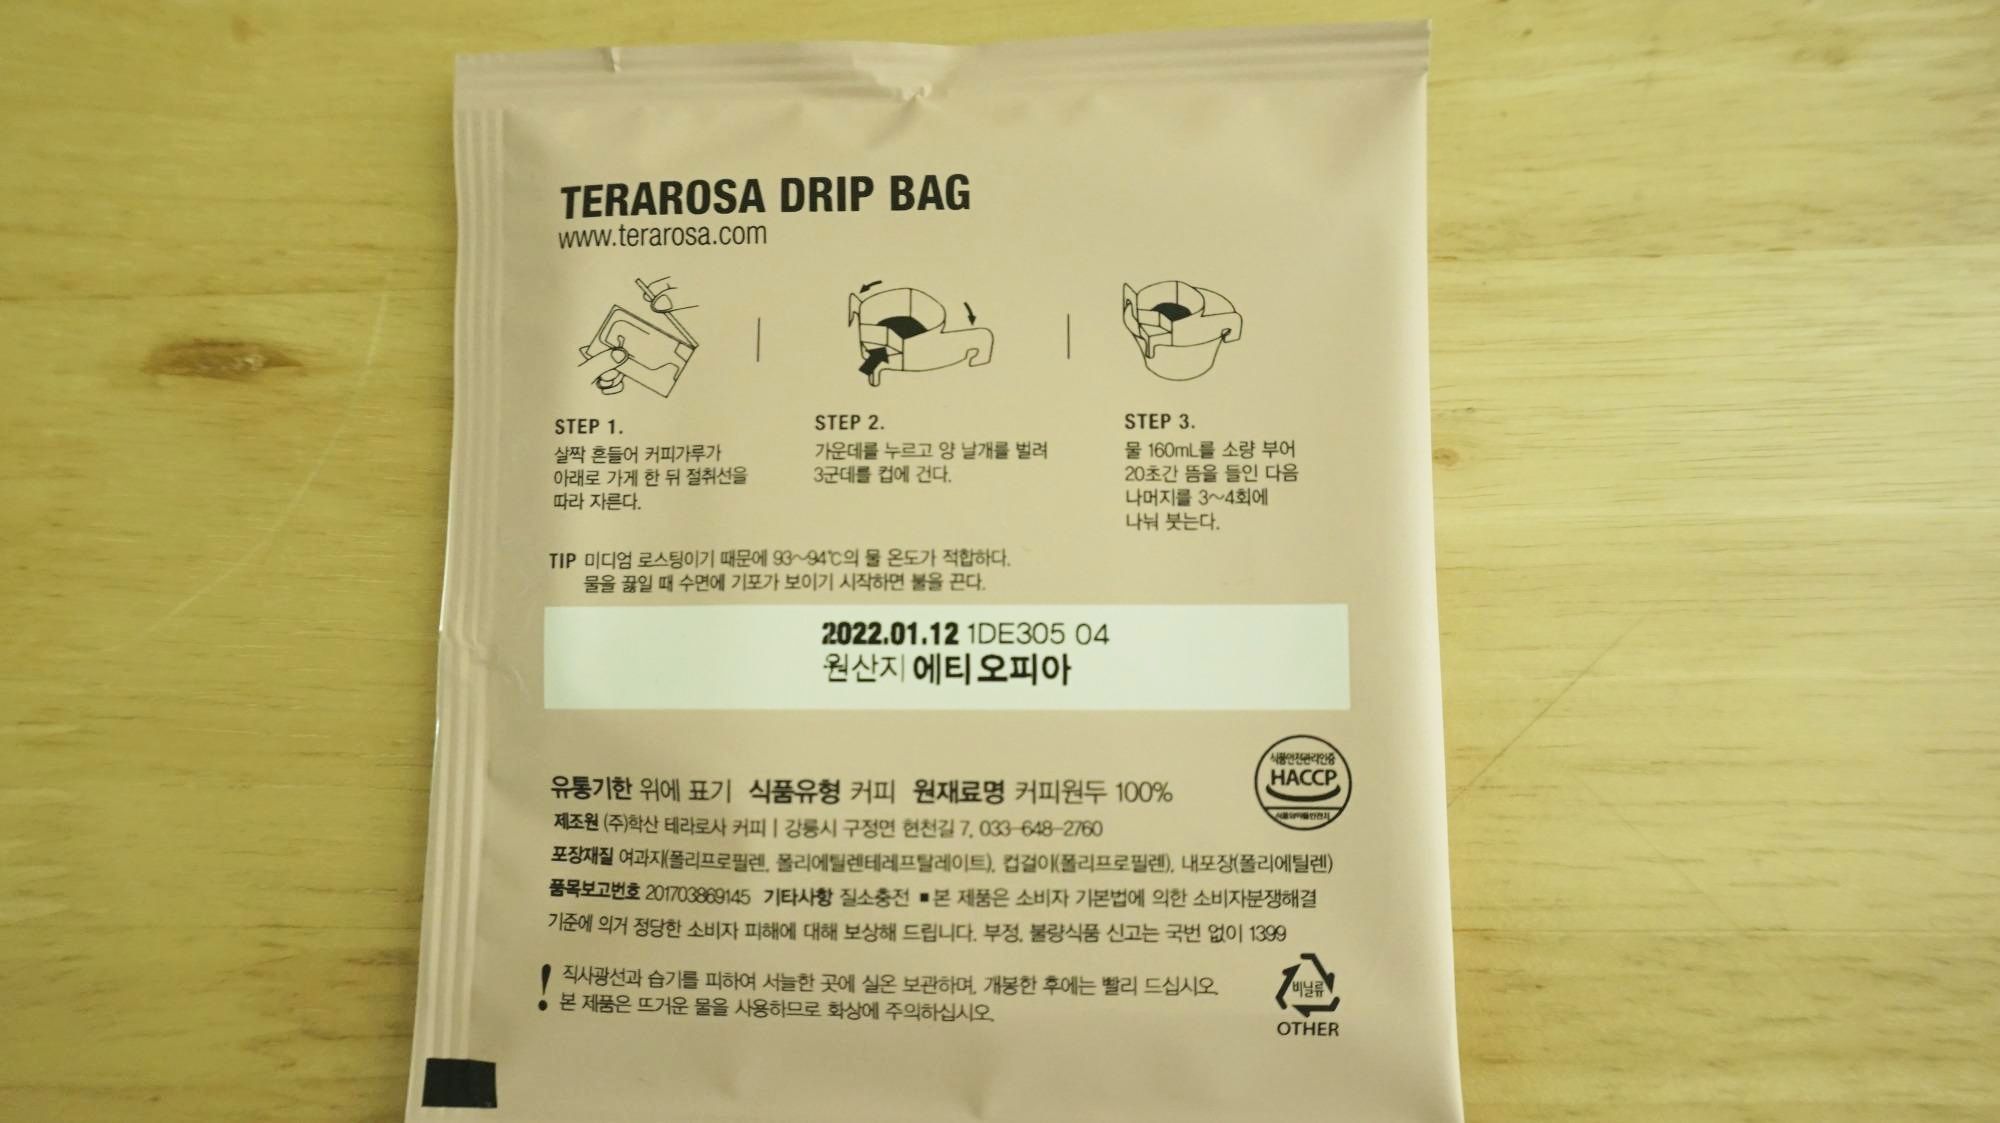 TERAROSA DRIP BAG
www.terarosa.com
STEP 1.
살짝 흔들어 커피가루가
아래로 가게 한 뒤 절취선을
따라 자른다.
STEP 2.
가운데를 누르고 양 날개를 벌려
3군데를 컵에 건다.
STEP 3.
물 160mL를 소량 부어
20초간 뜸을 들인 다음
나머지를 3~4회에
나눠 붓는다.
TIP 미디엄 로스팅이기 때문에 93~94℃의 물 온도가 적합하다.
물을 끓일 때 수면에 기포가 보이기 시작하면 불을 끈다.
2022.01.12 1DE305 04
원산지 에티오피아
유통기한 위에 표기 식품유형 커피 원재료명 커피원두 100%
제조원 (주)학산 테라로사 커피 | 강릉시 구정면 현천길 7, 033-648-2760
포장재질 여과지(폴리프로필렌, 폴리에틸렌테레프탈레이트), 컵걸이(폴리프로필렌), 내포장(폴리에틸렌)
품목보고번호 201703869145 기타사항 질소충전 ■ 본 제품은 소비자 기본법에 의한 소비자분쟁해결
기준에 의거 정당한 소비자 피해에 대해 보상해 드립니다. 부정, 불량식품 신고는 국번 없이 1399
식품안전관리인증
HACCP
식품의약품안전처
! 직사광선과 습기를 피하여 서늘한 곳에 실온 보관하며, 개봉한 후에는 빨리 드십시오.
본 제품은 뜨거운 물을 사용하므로 화상에 주의하십시오.
비닐류
OTHER